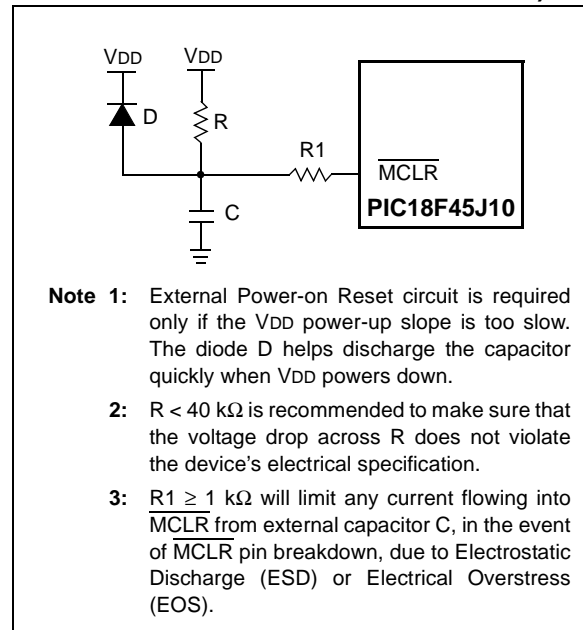 VDD VDD
D
R
R1
MCLR
C
PIC18F45J10
Note 1: External Power-on Reset circuit is required
only if the VDD power-up slope is too slow.
The diode D helps discharge the capacitor
quickly when VDD powers down.
2: R < 40 kΩ is recommended to make sure that
the voltage drop across R does not violate
the device's electrical specification.
3: R1 ≥ 1 kΩ will limit any current flowing into
MCLR from external capacitor C, in the event
of MCLR pin breakdown, due to Electrostatic
Discharge (ESD) or Electrical Overstress
(EOS).